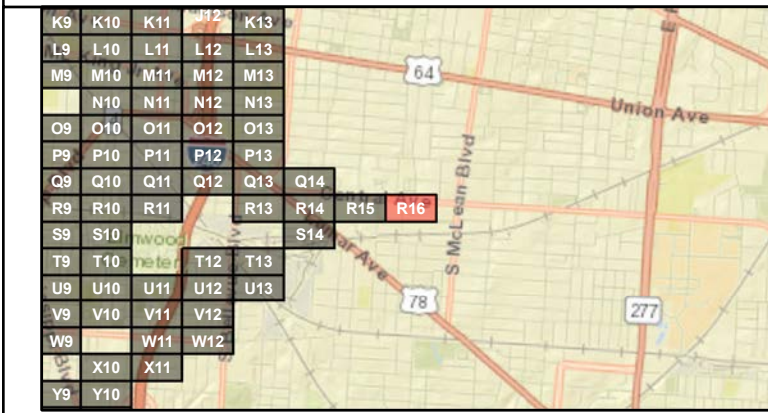 K9 K10 K11 J12 K13
L9 L10 L11 L12 L13
M9 M10 M11 M12 M13
64
N10 N11 N12 N13
Union Ave
O9 O10 O11 O12 O13
P9 P10 P11 P12 P13
Q9 Q10 Q11 Q12 Q13 Q14
Central Ave
R9 R10 R11 R13 R14 R15 R16
S McLean Blvd
S9 S10 S14
T9 T10 T12 T13
U9 U10 U11 U12 U13
78
277
V9 V10 V11 V12
W9 W11 W12
X10 X11
Y9 Y10